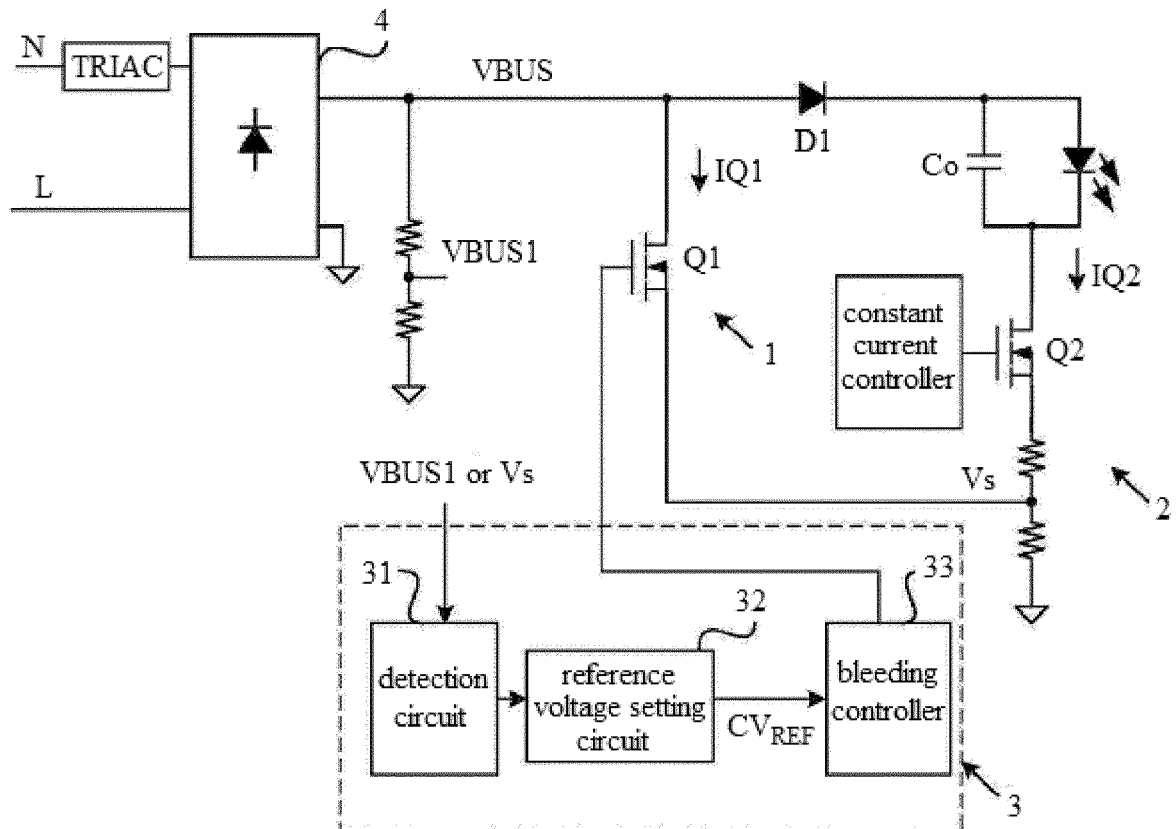 4
N
TRIAC
VBUS
D1
Co
L
IQ1
VBUS1
Q1
IQ2
constant
current
controller
Q2
1
VBUS1 or Vs
Vs
2
31
32
33
detection
circuit
reference
voltage setting
circuit
CVREF
bleeding
controller
3